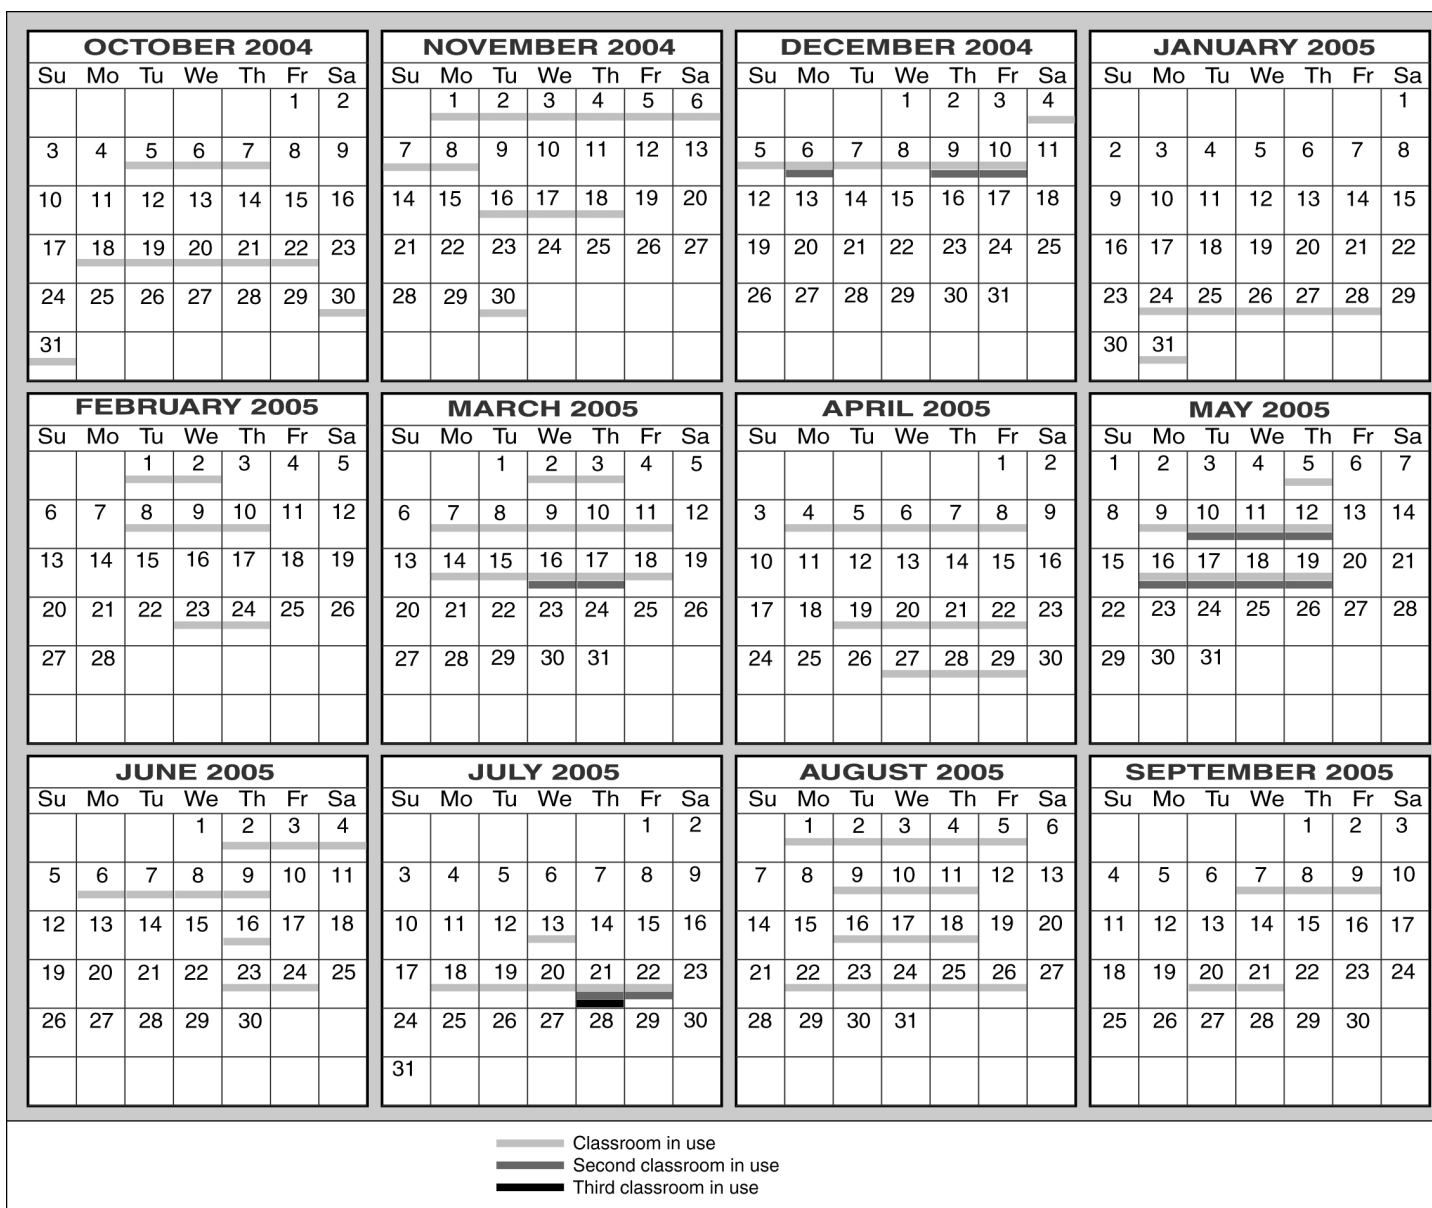 OCTOBER 2004
Su Mo Tu We Th Fr Sa
1 2
3 4 5 6 7 8 9
10 11 12 13 14 15 16
17 18 19 20 21 22 23
24 25 26 27 28 29 30
31
NOVEMBER 2004
Su Mo Tu We Th Fr Sa
1 2 3 4 5 6
7 8 9 10 11 12 13
14 15 16 17 18 19 20
21 22 23 24 25 26 27
28 29 30
DECEMBER 2004
Su Mo Tu We Th Fr Sa
1 2 3 4
5 6 7 8 9 10 11
12 13 14 15 16 17 18
19 20 21 22 23 24 25
26 27 28 29 30 31
JANUARY 2005
Su Mo Tu We Th Fr Sa
1
2 3 4 5 6 7 8
9 10 11 12 13 14 15
16 17 18 19 20 21 22
23 24 25 26 27 28 29
30 31
FEBRUARY 2005
Su Mo Tu We Th Fr Sa
1 2 3 4 5
6 7 8 9 10 11 12
13 14 15 16 17 18 19
20 21 22 23 24 25 26
27 28
MARCH 2005
Su Mo Tu We Th Fr Sa
1 2 3 4 5
6 7 8 9 10 11 12
13 14 15 16 17 18 19
20 21 22 23 24 25 26
27 28 29 30 31
APRIL 2005
Su Mo Tu We Th Fr Sa
1 2
3 4 5 6 7 8 9
10 11 12 13 14 15 16
17 18 19 20 21 22 23
24 25 26 27 28 29 30
MAY 2005
Su Mo Tu We Th Fr Sa
1 2 3 4 5 6 7
8 9 10 11 12 13 14
15 16 17 18 19 20 21
22 23 24 25 26 27 28
29 30 31
JUNE 2005
Su Mo Tu We Th Fr Sa
1 2 3 4
5 6 7 8 9 10 11
12 13 14 15 16 17 18
19 20 21 22 23 24 25
26 27 28 29 30
JULY 2005
Su Mo Tu We Th Fr Sa
1 2
3 4 5 6 7 8 9
10 11 12 13 14 15 16
17 18 19 20 21 22 23
24 25 26 27 28 29 30
31
AUGUST 2005
Su Mo Tu We Th Fr Sa
1 2 3 4 5 6
7 8 9 10 11 12 13
14 15 16 17 18 19 20
21 22 23 24 25 26 27
28 29 30 31
SEPTEMBER 2005
Su Mo Tu We Th Fr Sa
1 2 3
4 5 6 7 8 9 10
11 12 13 14 15 16 17
18 19 20 21 22 23 24
25 26 27 28 29 30
Classroom in use
Second classroom in use
Third classroom in use